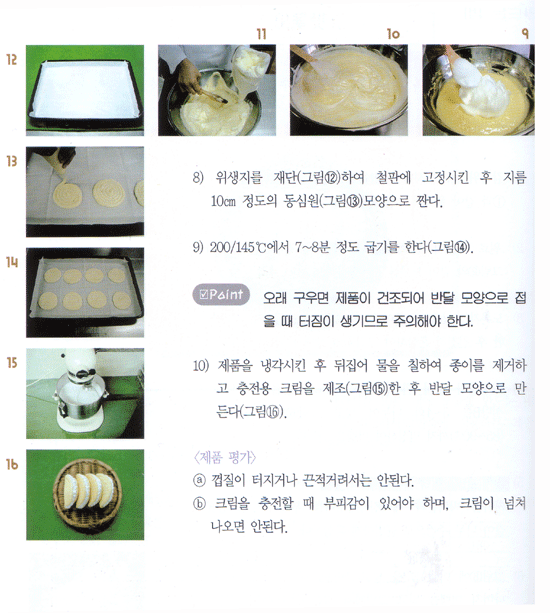 11 10 9
12
13
8) 위생지를 재단(그림⑫)하여 철판에 고정시킨 후 지름
10㎝ 정도의 동심원(그림⑬)모양으로 짠다.
9) 200/145℃에서 7~8분 정도 굽기를 한다(그림⑭).
14
Point 오래 구우면 제품이 건조되어 반달 모양으로 접
을 때 터짐이 생기므로 주의해야 한다.
15
10) 제품을 냉각시킨 후 뒤집어 물을 칠하여 종이를 제거하
고 충전용 크림을 제조(그림⑮)한 후 반달 모양으로 만
든다(그림⑯).
16
〈제품 평가〉
ⓐ 껍질이 터지거나 끈적거려서는 안된다.
ⓑ 크림을 충전할 때 부피감이 있어야 하며, 크림이 넘쳐
나오면 안된다.